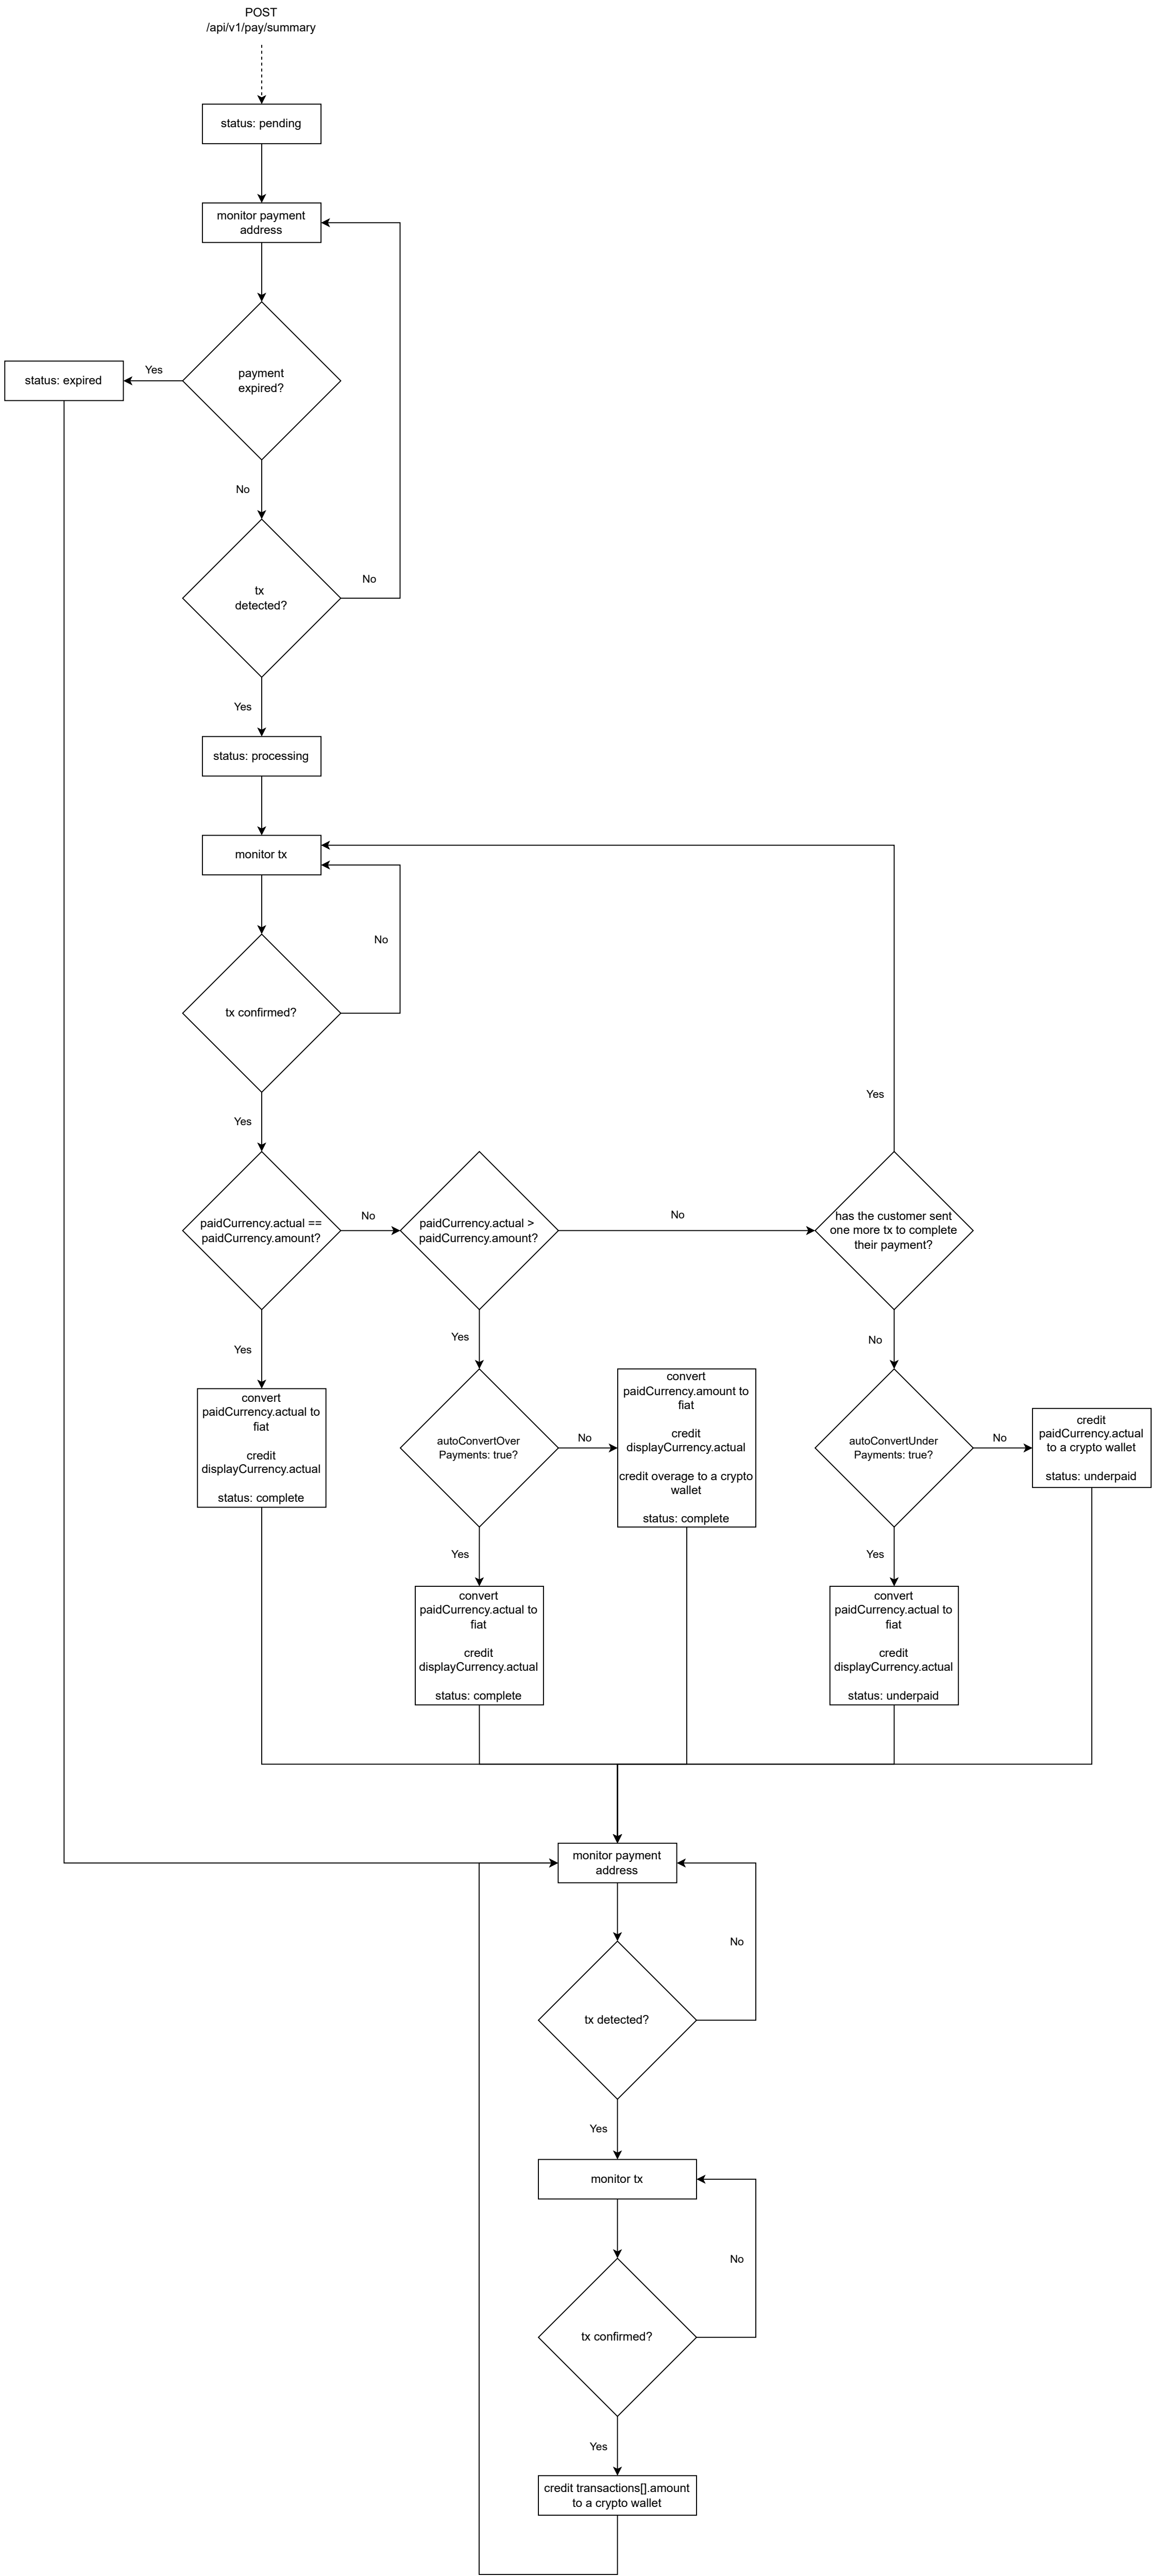 POST
/api/v1/pay/summary
status: pending
monitor payment
address
payment
expired?
Yes
status: expired
No
tx
detected?
No
Yes
status: processing
monitor tx
No
tx confirmed?
Yes
Yes
paidCurrency.actual ==
paidCurrency.amount?
No
paidCurrency.actual >
paidCurrency.amount?
No
has the customer sent
one more tx to complete
their payment?
Yes
Yes
No
convert
paidCurrency.actual to
fiat
credit
displayCurrency.actual
status: complete
autoConvertOver
Payments: true?
No
convert
paidCurrency.amount to
fiat
credit
displayCurrency.actual
credit overage to a crypto
wallet
status: complete
autoConvertUnder
Payments: true?
No
credit
paidCurrency.actual
to a crypto wallet
status: underpaid
Yes
Yes
convert
paidCurrency.actual to
fiat
credit
displayCurrency.actual
status: complete
convert
paidCurrency.actual to
fiat
credit
displayCurrency.actual
status: underpaid
monitor payment
address
No
tx detected?
Yes
monitor tx
No
tx confirmed?
Yes
credit transactions[].amount
to a crypto wallet